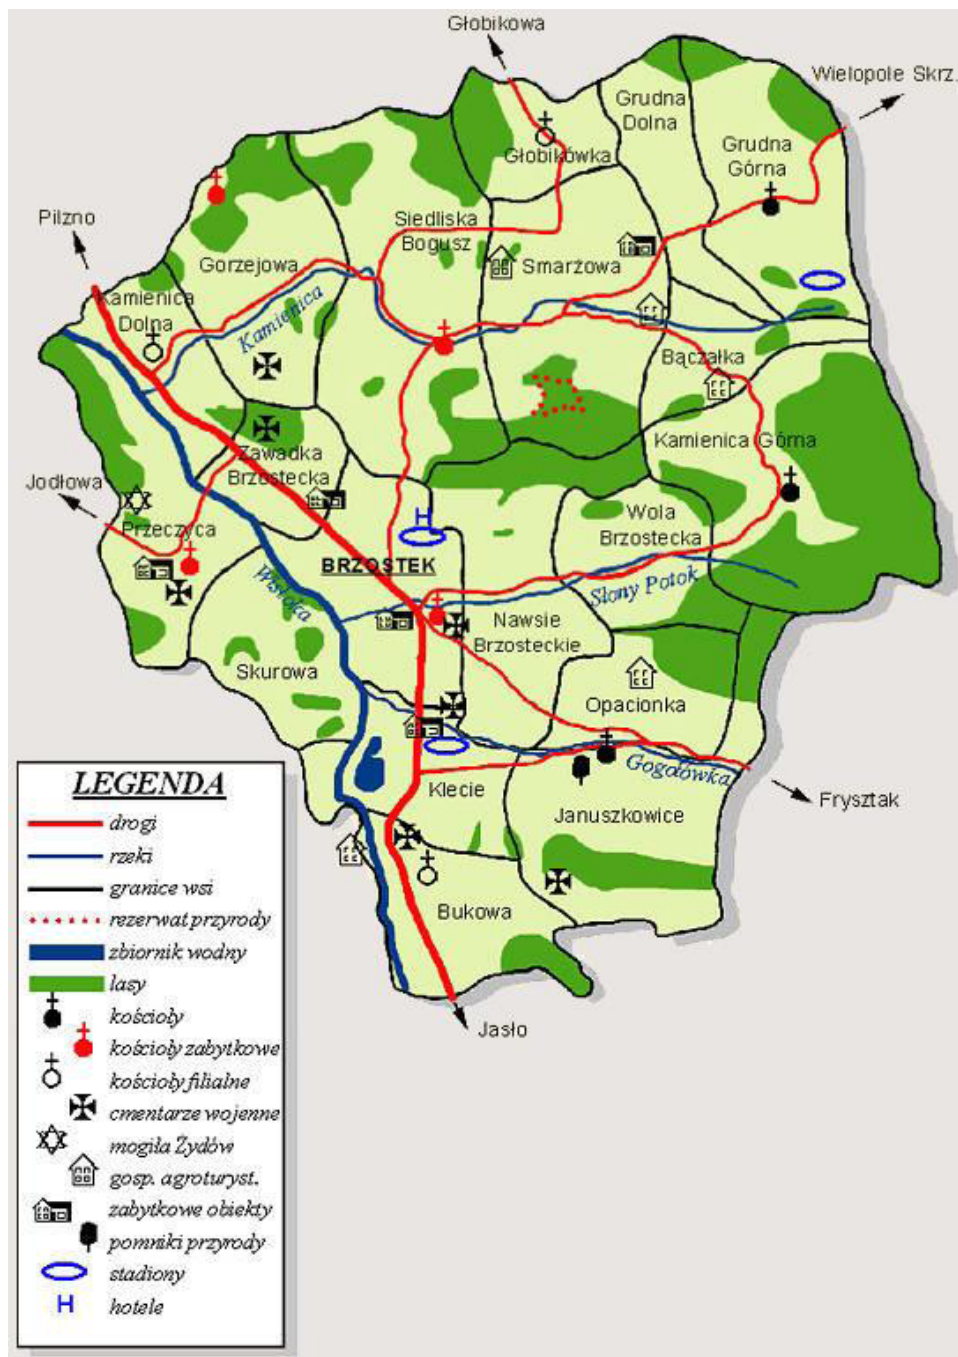 Głobikowa
Wielopole Skrz.
Grudna
Dolna
Grudna
Górna
Głobikówka
Pilzno
Siedliska
Bogusz
Gorzejowa
Smarżowa
Kamienica
Dolna
Kamienica
Bączałka
Kamienica Górna
Zawadka
Brzostecka
Jodłowa
Przeczyca
Wola
Brzostecka
H
BRZOSTEK
Wisłoka
Słony Potok
Nawsie
Brzosteckie
Skurowa
Opacionka
Gogołówka
Klecie
Januszkowice
Frysztak
Bukowa
Jasło
LEGENDA
drogi
rzeki
granice wsi
rezerwat przyrody
zbiornik wodny
lasy
kościoły
kościoły zabytkowe
kościoły filialne
cmentarze wojenne
mogiła Żydów
gosp. agroturyst.
zabytkowe obiekty
pomniki przyrody
stadiony
H hotele